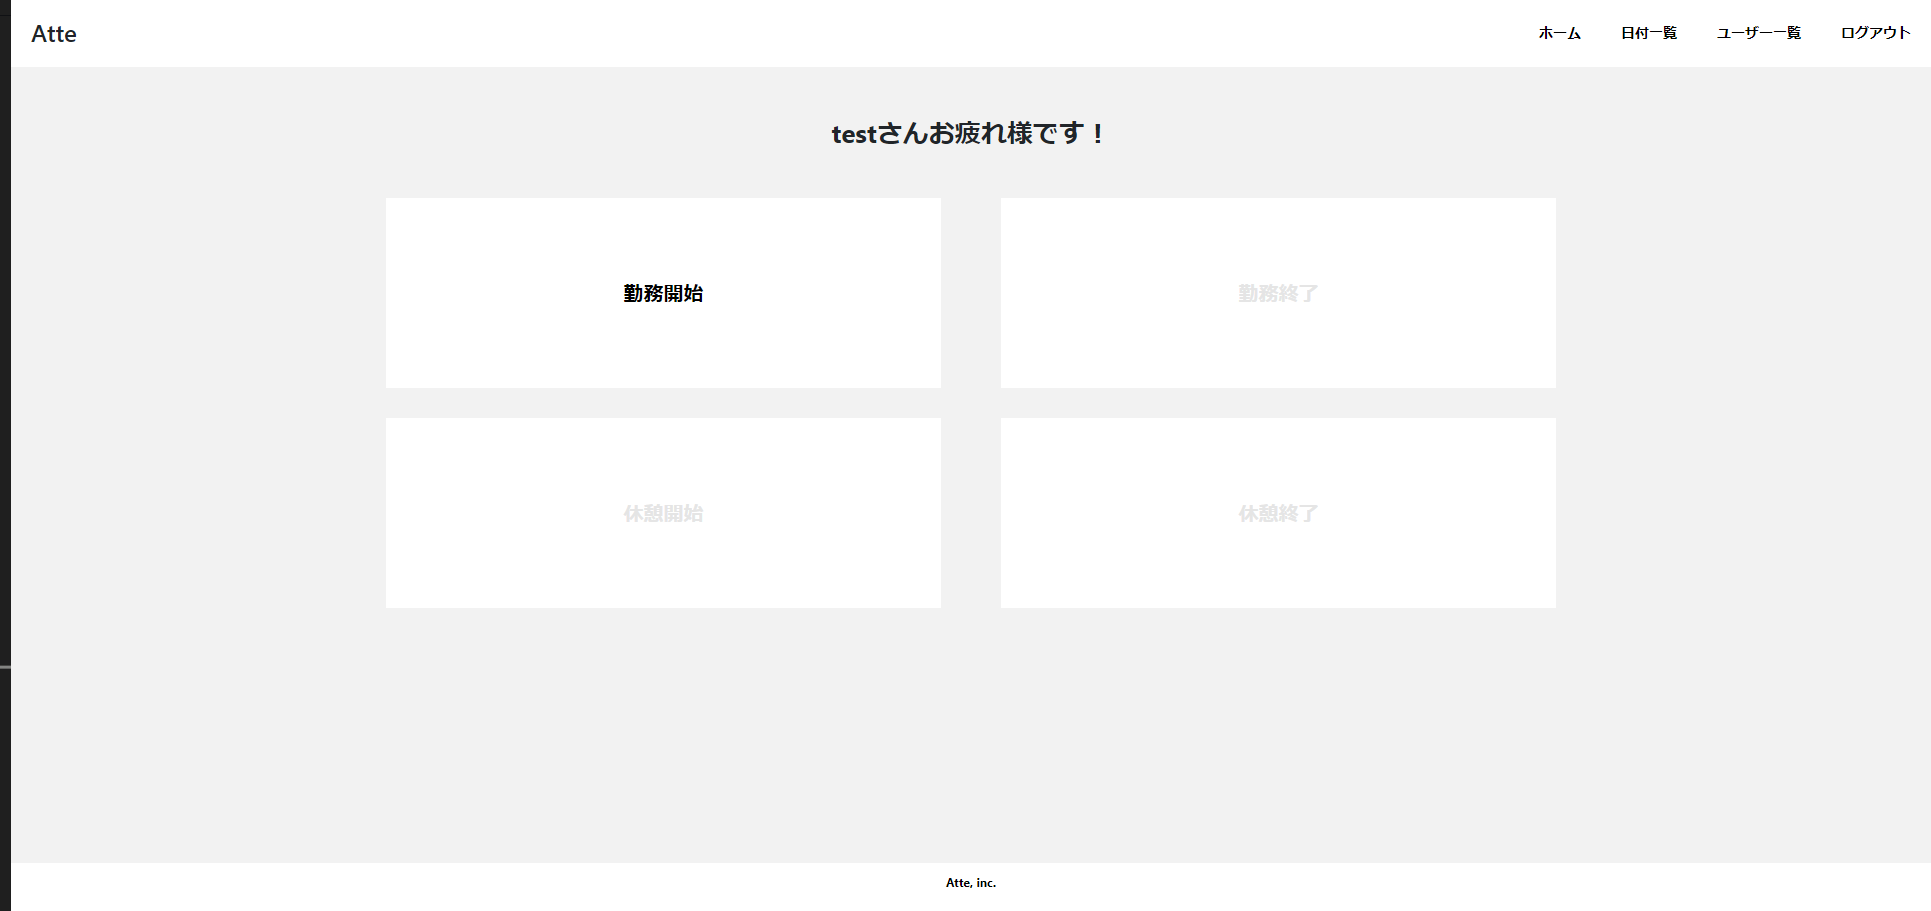 Atte
ホーム 日付一覧 ユーザー一覧 ログアウト
testさんお疲れ様です！
勤務開始 勤務終了
休憩開始 休憩終了
Atte, inc.